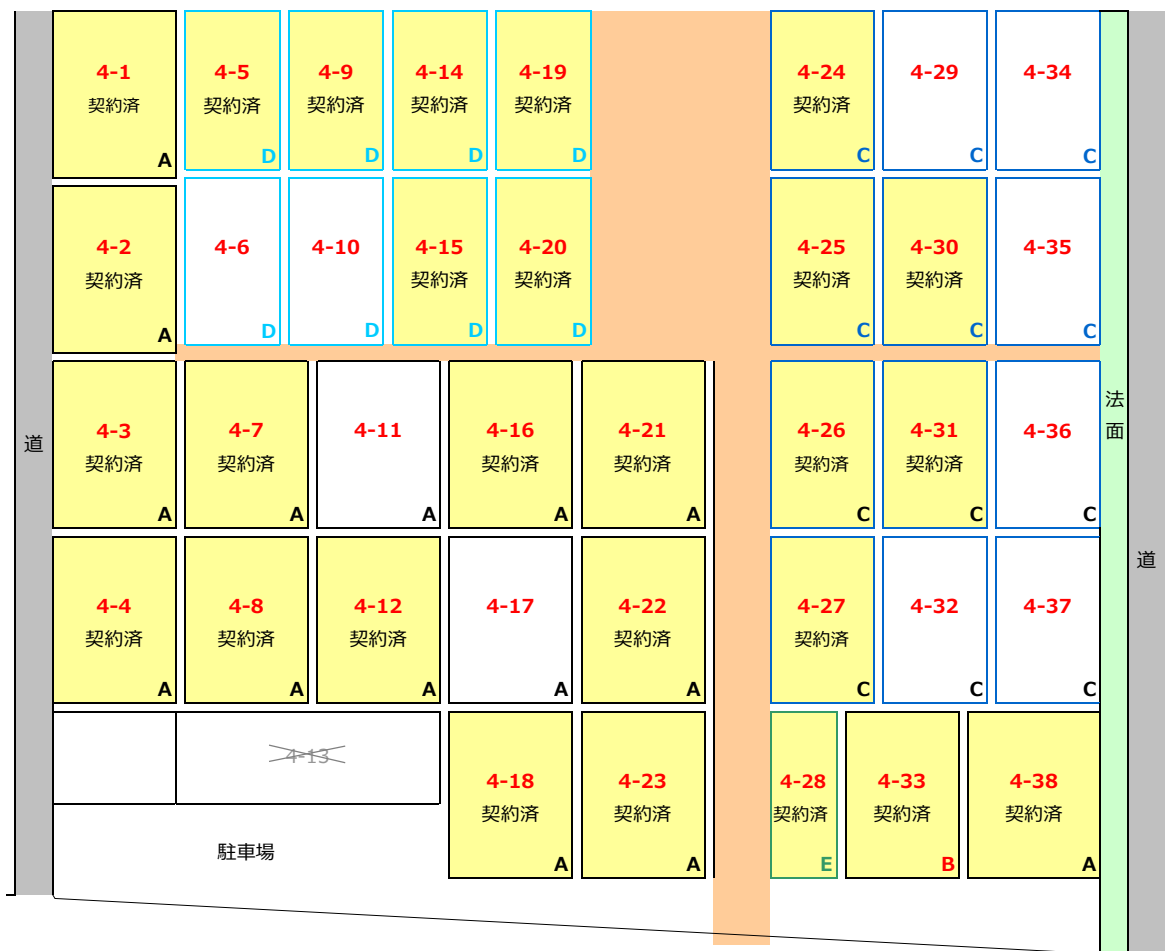 4-1
契約済
A
4-5
契約済
D
4-9
契約済
D
4-14
契約済
D
4-19
契約済
D
4-24
契約済
C
4-29
C
4-34
C
4-2
契約済
A
4-6
D
4-10
D
4-15
契約済
D
4-20
契約済
D
4-25
契約済
C
4-30
契約済
C
4-35
C
道
4-3
契約済
A
4-7
契約済
A
4-11
A
4-16
契約済
A
4-21
契約済
A
4-26
契約済
C
4-31
契約済
C
4-36
C
法
面
4-4
契約済
A
4-8
契約済
A
4-12
契約済
A
4-17
A
4-22
契約済
A
4-27
契約済
C
4-32
C
4-37
C
道
4-13
4-18
契約済
A
4-23
契約済
A
4-28
契約済
E
4-33
契約済
B
4-38
契約済
A
駐車場